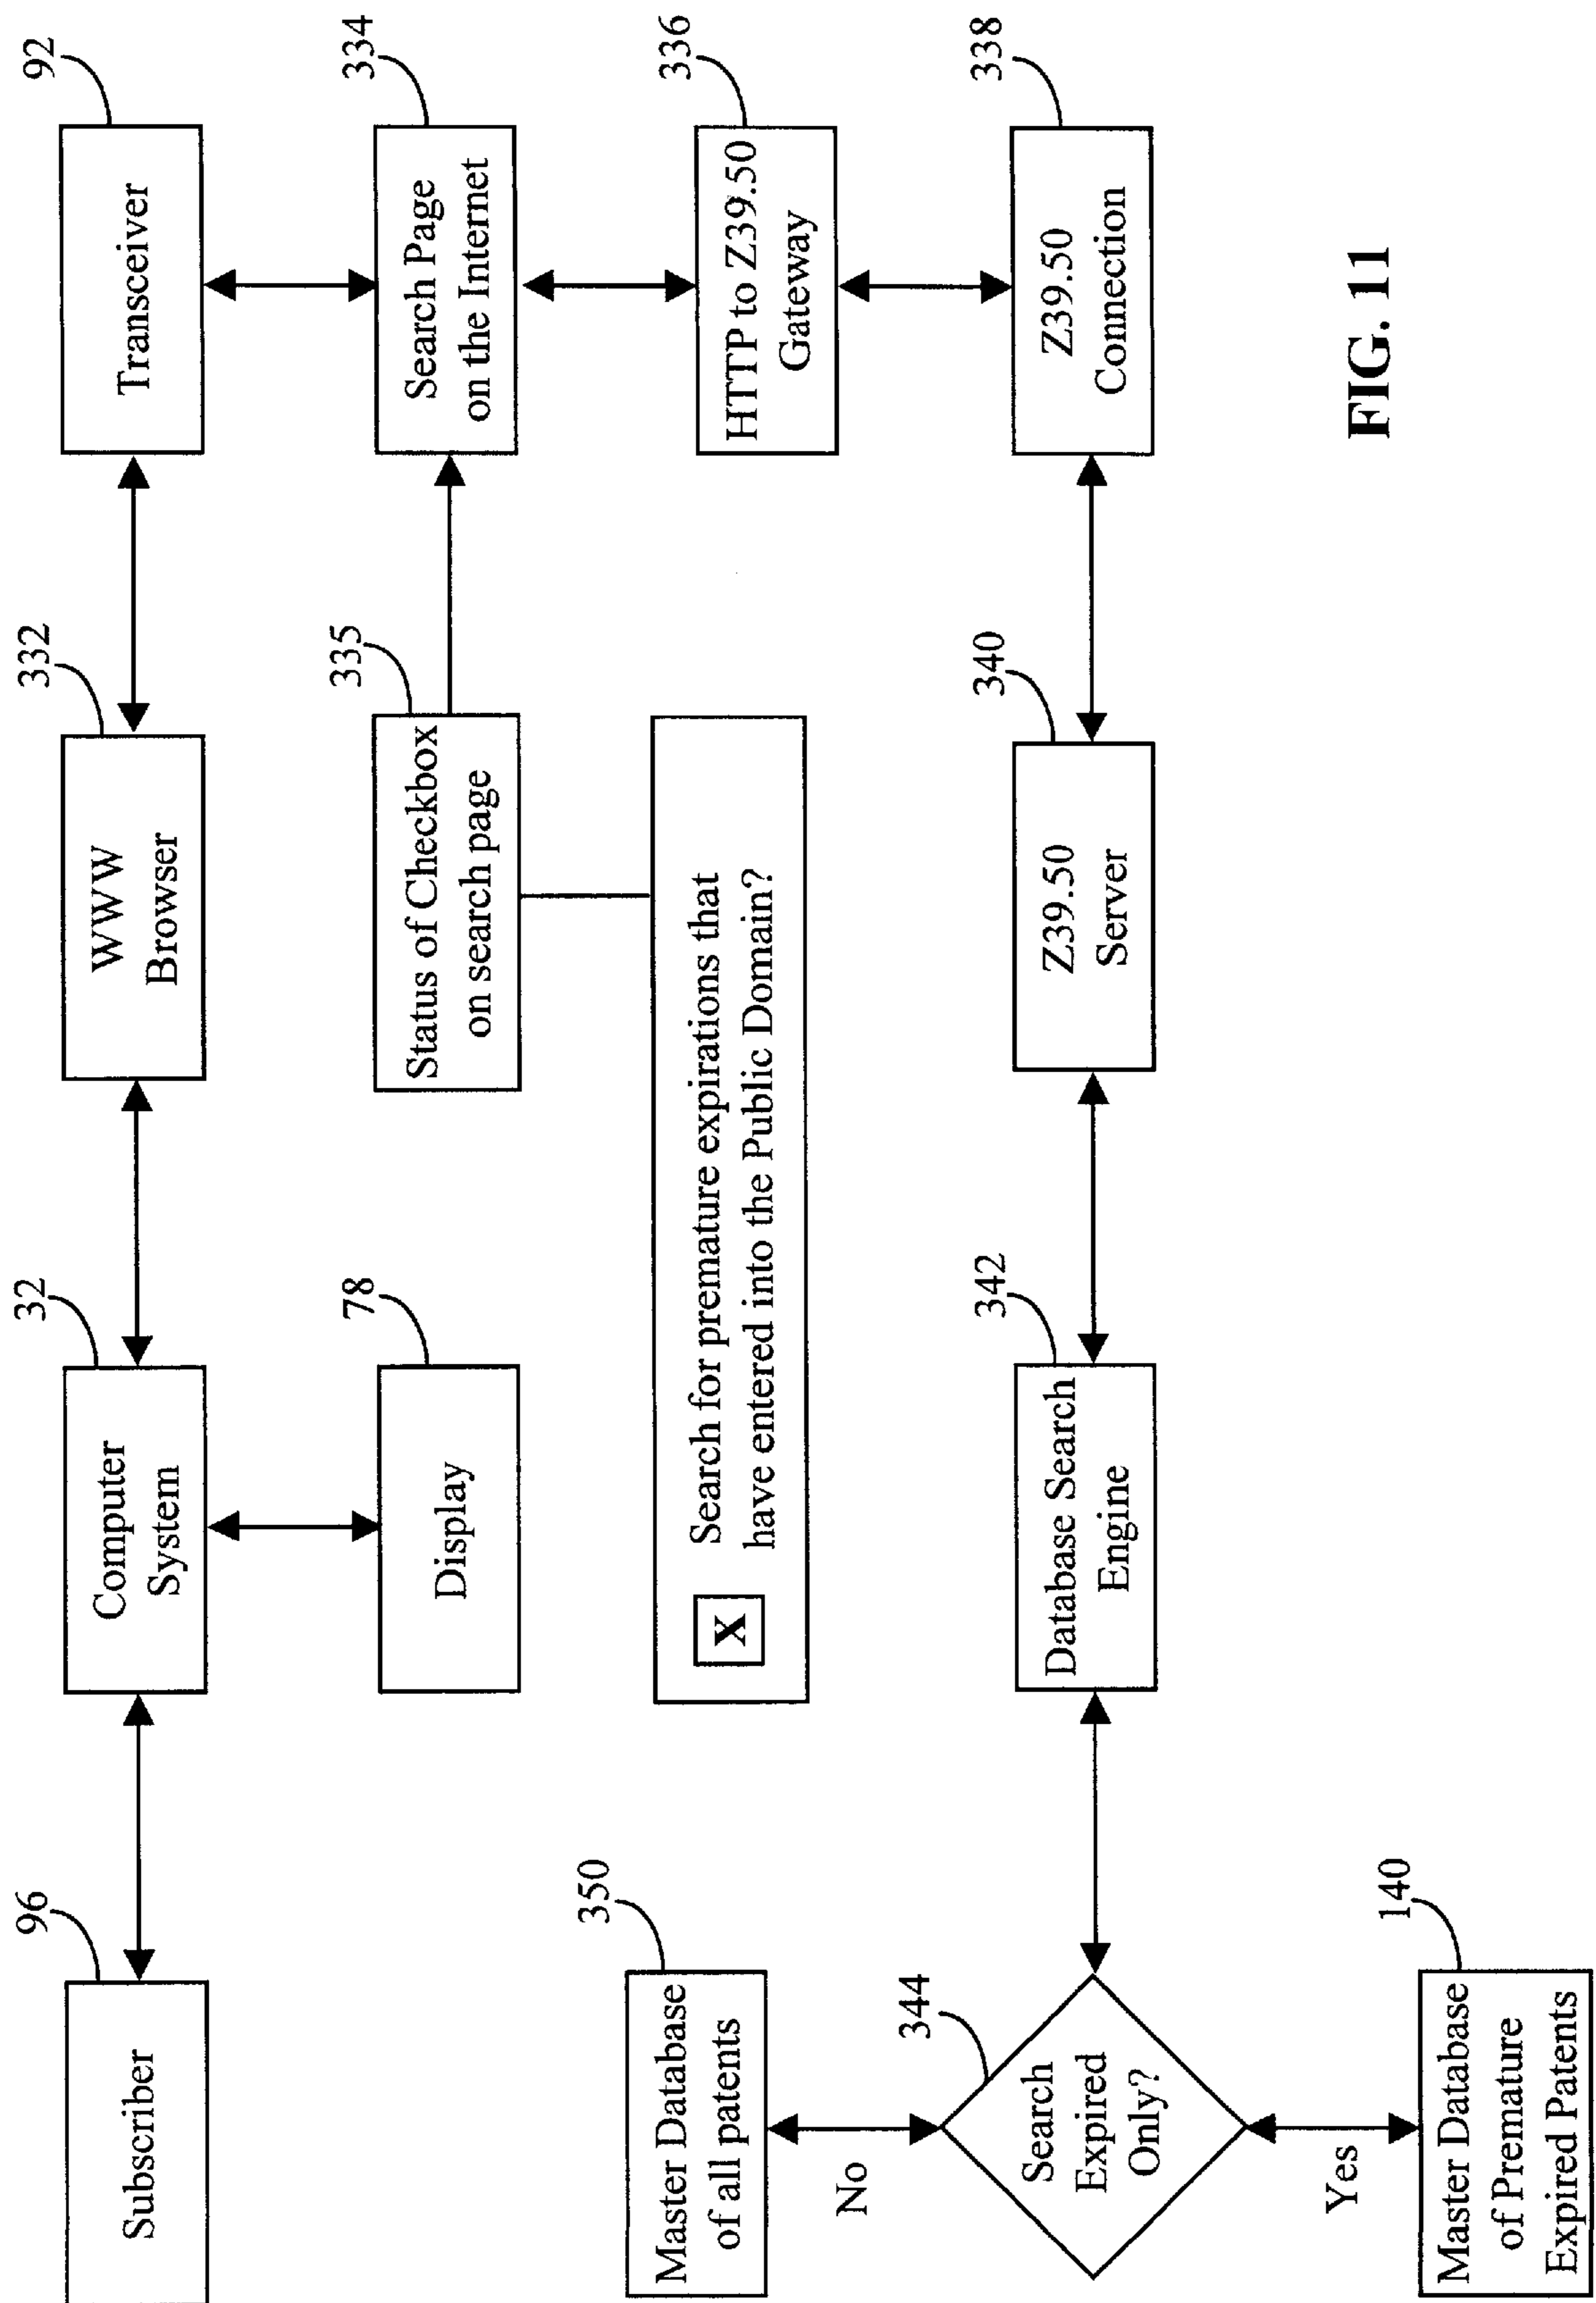 96
Subscriber
32
Computer
System
332
WWW
Browser
92
Transceiver
78
Display
335
Status of Checkbox
on search page
334
Search Page
on the Internet
X
Search for premature expirations that
have entered into the Public Domain?
336
HTTP to Z39.50
Gateway
350
Master Database
of all patents
No
344
Search
Expired
Only?
342
Database Search
Engine
340
Z39.50
Server
338
Z39.50
Connection
Yes
140
Master Database
of Premature
Expired Patents
FIG. 11